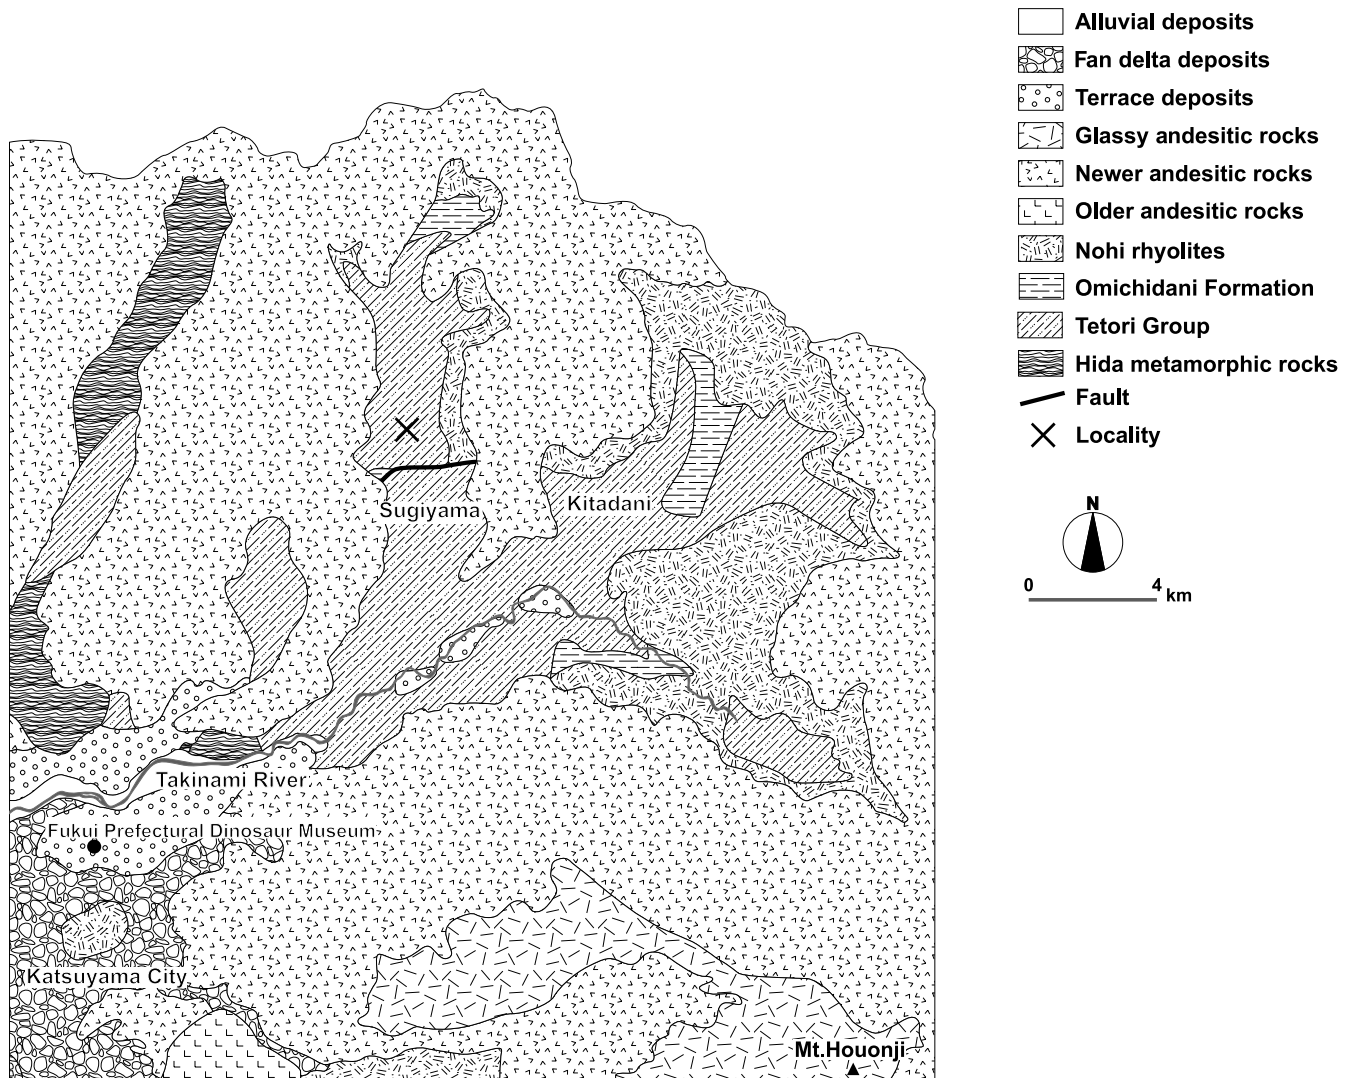 Alluvial deposits
Fan delta deposits
Terrace deposits
Glassy andesitic rocks
Newer andesitic rocks
Older andesitic rocks
Nohi rhyolites
Omichidani Formation
Tetori Group
Hida metamorphic rocks
Fault
Locality
N
0 4 km
Sugiyama
Kitadani
Takinami River
Fukui Prefectural Dinosaur Museum
Katsuyama City
Mt.Houonji